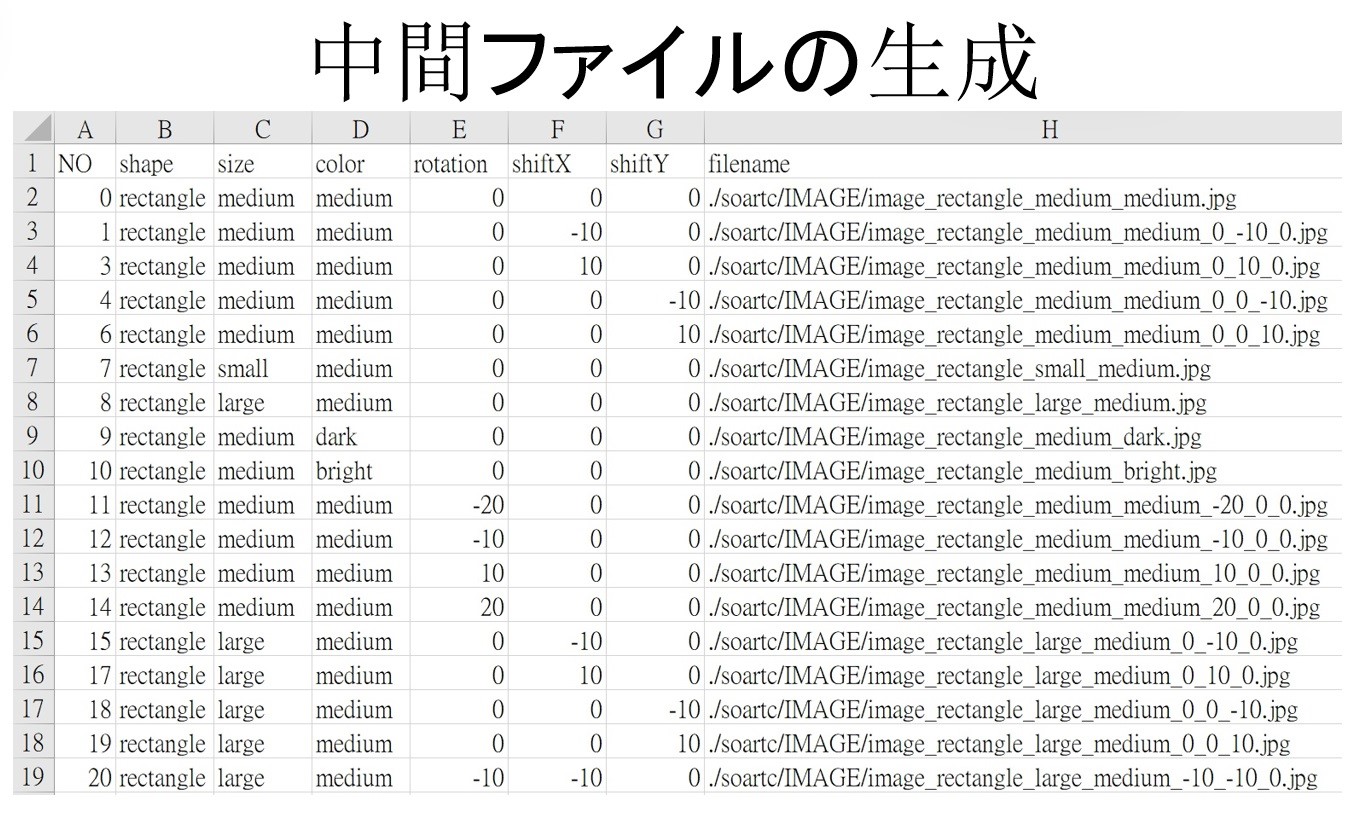 中間ファイルの生成
A B C D E F G H
1 NO shape size color rotation shiftX shiftY filename
2 0 rectangle medium medium 0 0 0 ./soartc/IMAGE/image_rectangle_medium_medium.jpg
3 1 rectangle medium medium 0 -10 0 ./soartc/IMAGE/image_rectangle_medium_medium_0_-10_0.jpg
4 3 rectangle medium medium 0 10 0 ./soartc/IMAGE/image_rectangle_medium_medium_0_10_0.jpg
5 4 rectangle medium medium 0 0 -10 ./soartc/IMAGE/image_rectangle_medium_medium_0_0_-10.jpg
6 6 rectangle medium medium 0 0 10 ./soartc/IMAGE/image_rectangle_medium_medium_0_0_10.jpg
7 7 rectangle small medium 0 0 0 ./soartc/IMAGE/image_rectangle_small_medium.jpg
8 8 rectangle large medium 0 0 0 ./soartc/IMAGE/image_rectangle_large_medium.jpg
9 9 rectangle medium dark 0 0 0 ./soartc/IMAGE/image_rectangle_medium_dark.jpg
10 10 rectangle medium bright 0 0 0 ./soartc/IMAGE/image_rectangle_medium_bright.jpg
11 11 rectangle medium medium -20 0 0 ./soartc/IMAGE/image_rectangle_medium_medium_-20_0_0.jpg
12 12 rectangle medium medium -10 0 0 ./soartc/IMAGE/image_rectangle_medium_medium_-10_0_0.jpg
13 13 rectangle medium medium 10 0 0 ./soartc/IMAGE/image_rectangle_medium_medium_10_0_0.jpg
14 14 rectangle medium medium 20 0 0 ./soartc/IMAGE/image_rectangle_medium_medium_20_0_0.jpg
15 15 rectangle large medium 0 -10 0 ./soartc/IMAGE/image_rectangle_large_medium_0_-10_0.jpg
16 17 rectangle large medium 0 10 0 ./soartc/IMAGE/image_rectangle_large_medium_0_10_0.jpg
17 18 rectangle large medium 0 0 -10 ./soartc/IMAGE/image_rectangle_large_medium_0_0_-10.jpg
18 19 rectangle large medium 0 0 10 ./soartc/IMAGE/image_rectangle_large_medium_0_0_10.jpg
19 20 rectangle large medium -10 -10 0 ./soartc/IMAGE/image_rectangle_large_medium_-10_-10_0.jpg